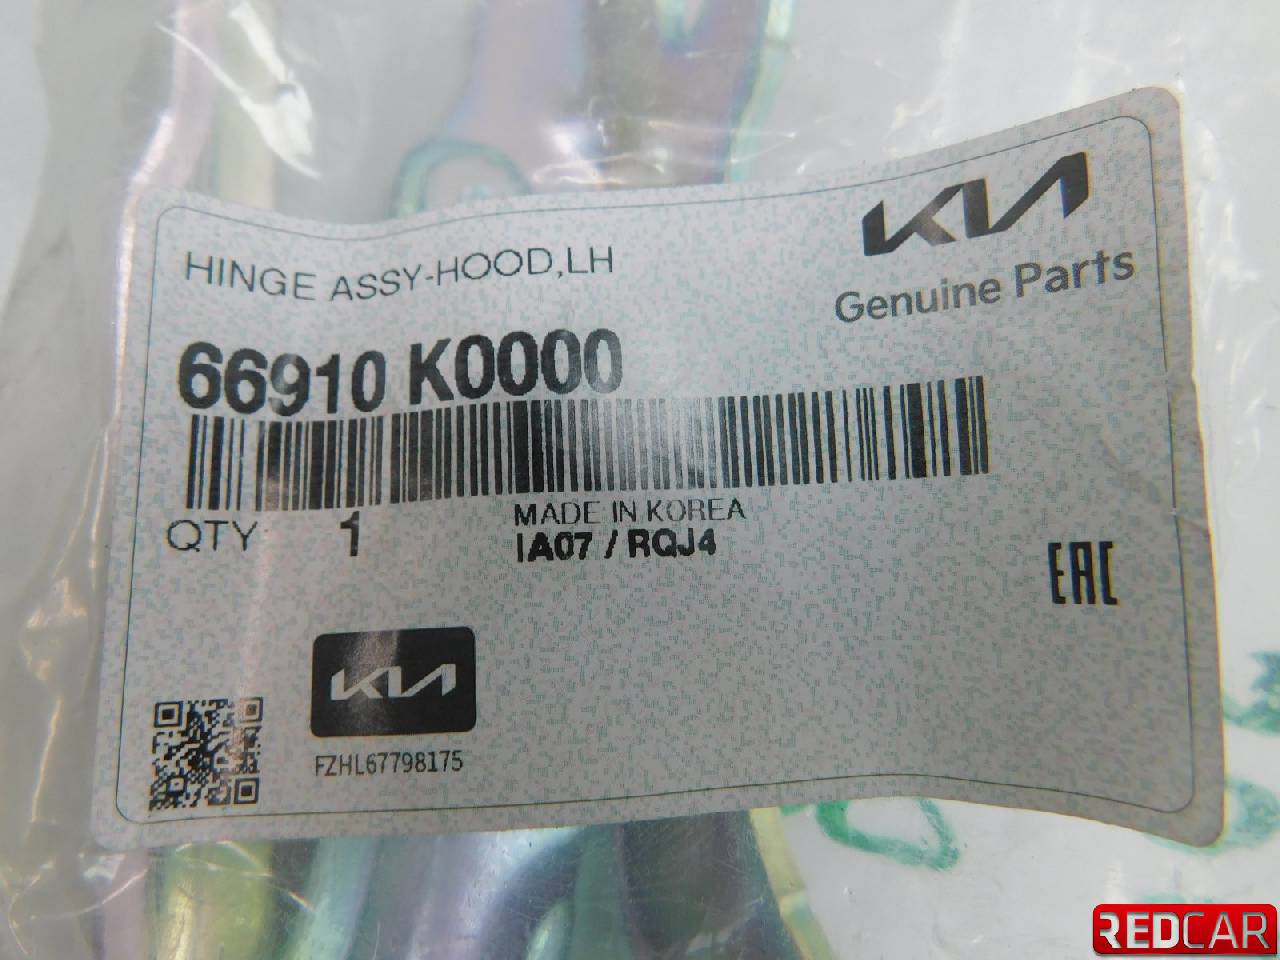 KIA
Genuine Parts
HINGE ASSY-HOOD,LH
66910 K0000
QTY 1
MADE IN KOREA
IA07 / RQJ4
EAC
KIA
FZHL67798175
REDCAR